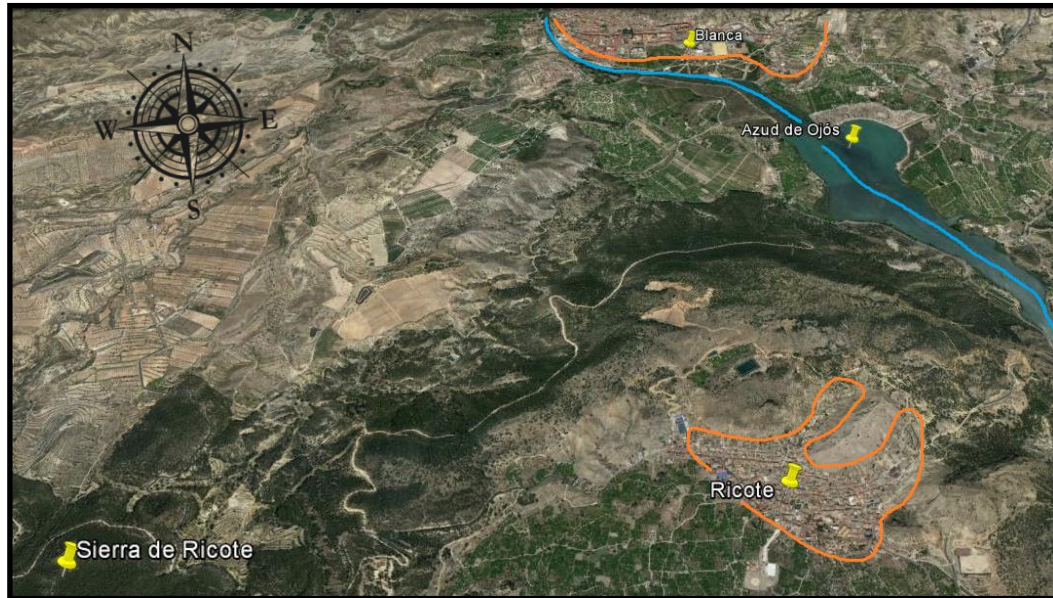 N
Blanca
W
E
Azud de Ojós
S
Ricote
Sierra de Ricote